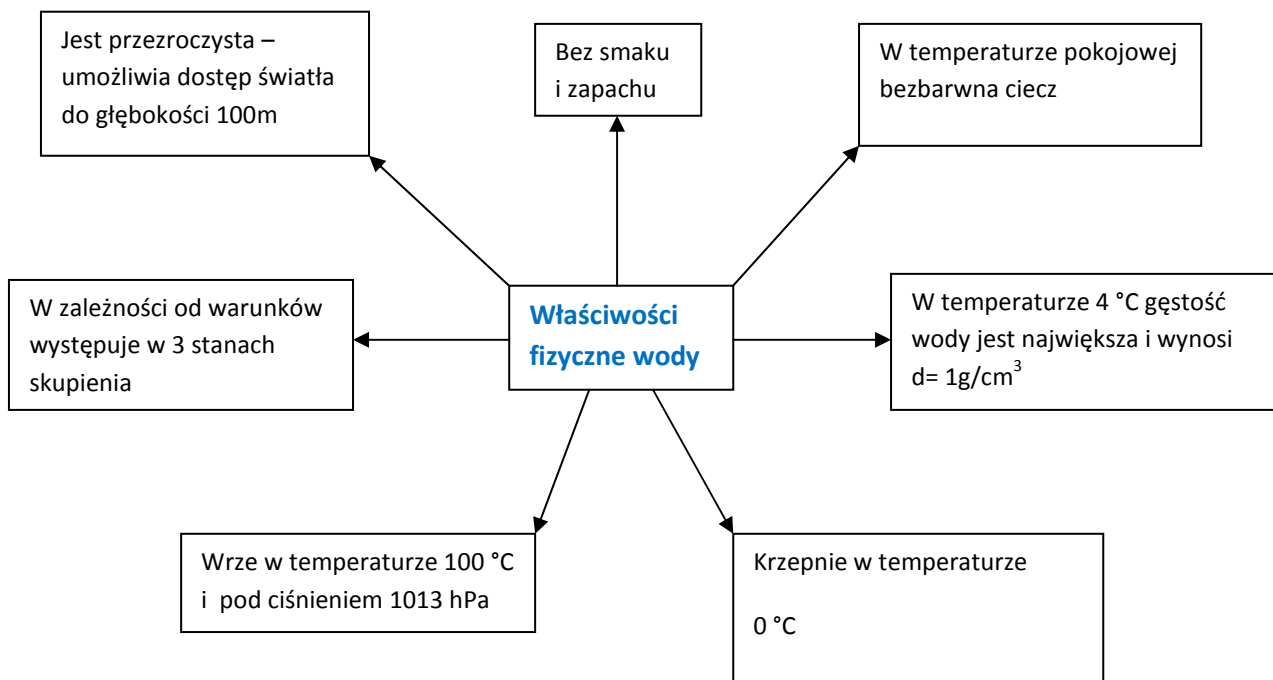 Jest przezroczysta –
umożliwia dostęp światła
do głębokości 100m
Bez smaku
i zapachu
W temperaturze pokojowej
bezbarwna ciecz
W zależności od warunków
występuje w 3 stanach
skupienia
Właściwości
fizyczne wody
W temperaturze 4 °C gęstość
wody jest największa i wynosi
d= 1g/cm³
Wrze w temperaturze 100 °C
i pod ciśnieniem 1013 hPa
Krzepnie w temperaturze
0 °C